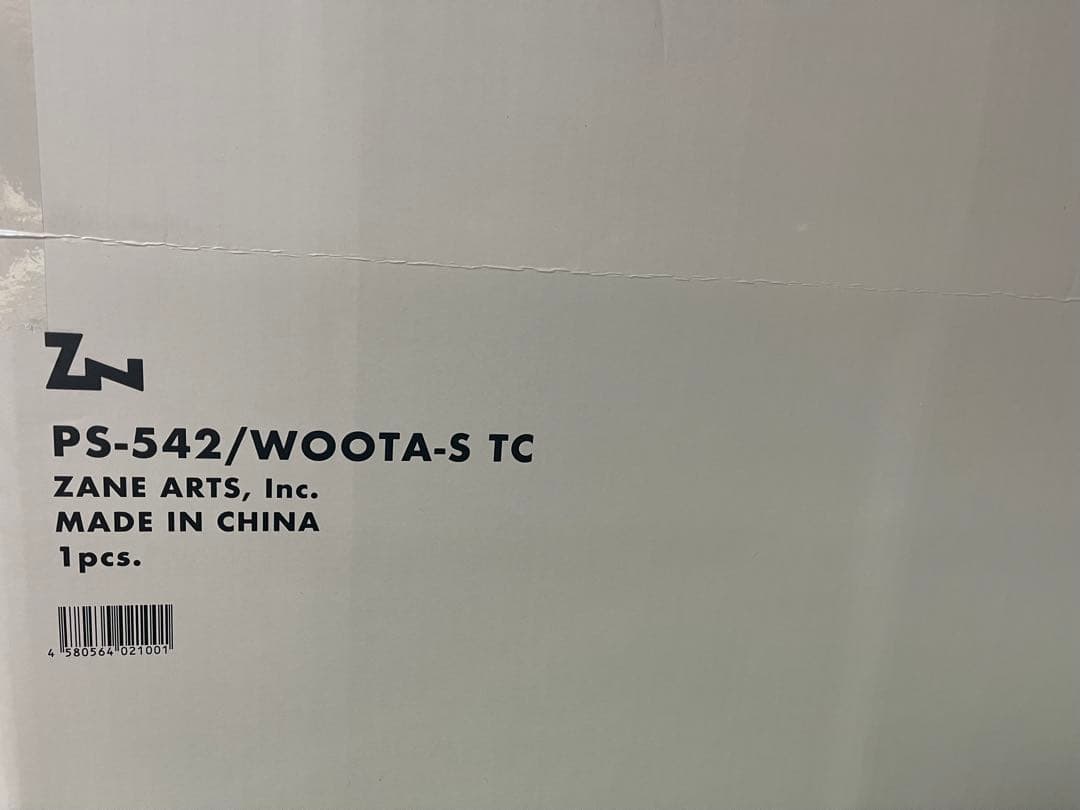 ZN
PS-542/WOOTA-S TC
ZANE ARTS, Inc.
MADE IN CHINA
1pcs.
4 580564 021001